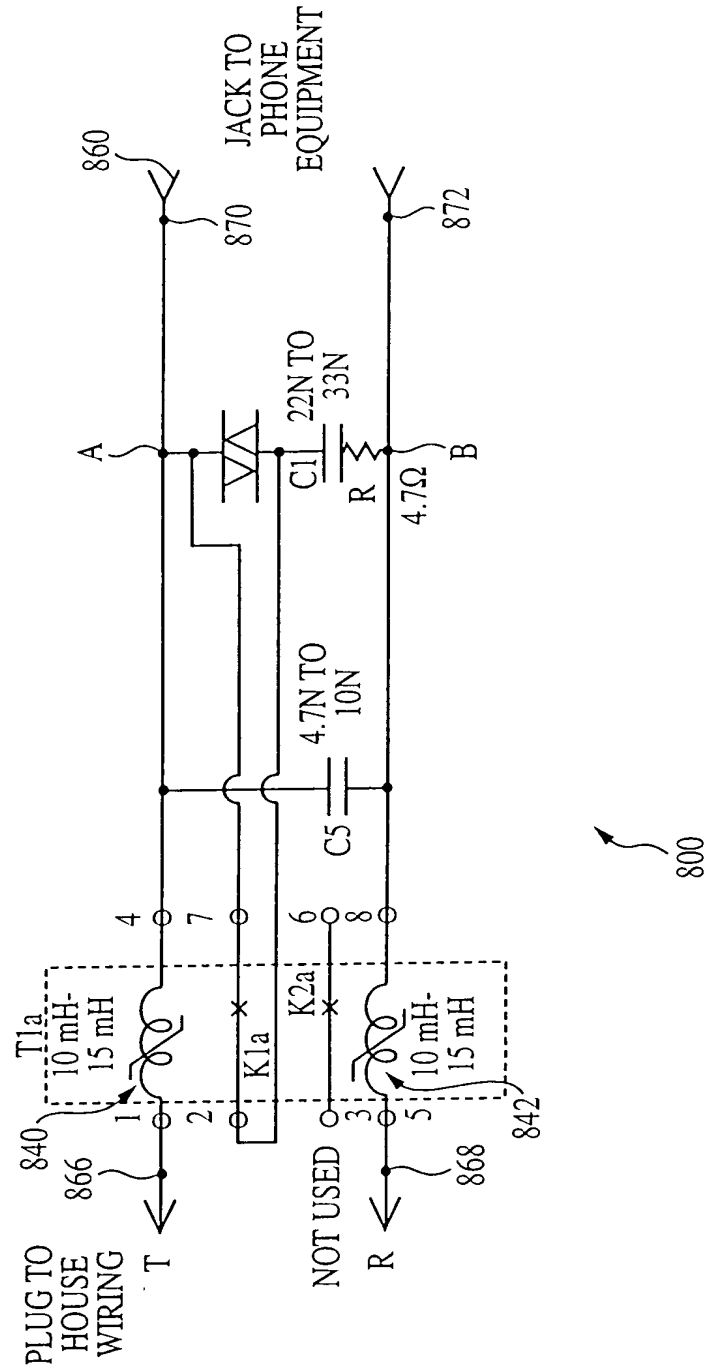 PLUG TO
HOUSE
WIRING
T
866
840
T1a
10 mH-
15 mH
1
4
2
7
K1a
NOT USED
3
6
K2a
R
868
5
8
10 mH-
15 mH
842
C5
4.7N TO
10N
A
C1
22N TO
33N
R
4.7Ω
B
860
870
JACK TO
PHONE
EQUIPMENT
872
800